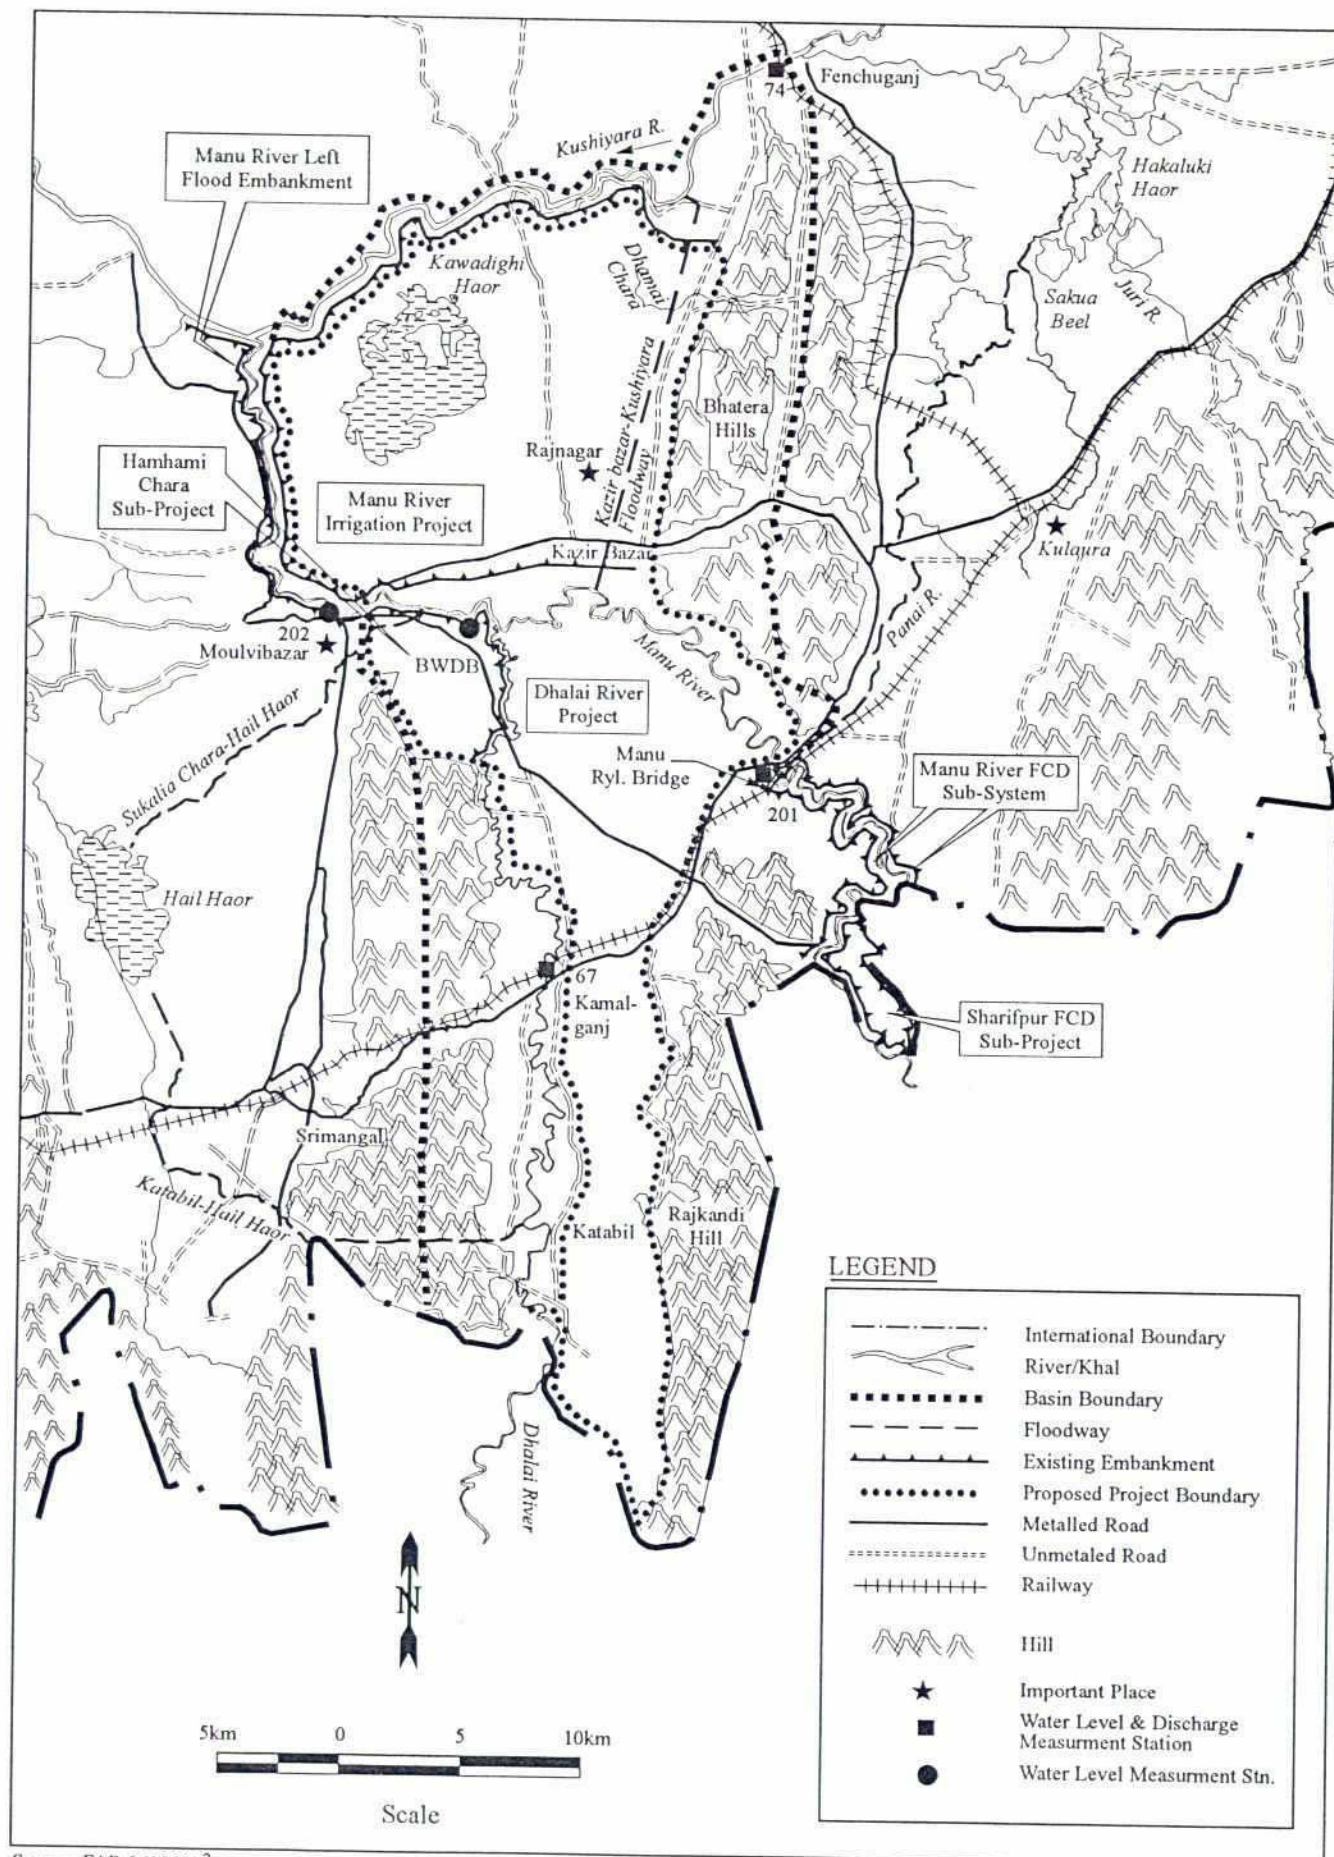 Fenchuganj
74
Kushiyara R.
Manu River Left
Flood Embankment
Hakaluki
Haor
Kawadighi
Haor
Dhamai
Chara
Sakua
Beel
Juri R.
Kazir bazar-Kushiyara
Floodway
Bhatera
Hills
Rajnagar
Hamhami
Chara
Sub-Project
Manu River
Irrigation Project
Kazir Bazar
Kulaura
Panai R.
202
Moulvibazar
BWDB
Manu River
Dhalai River
Project
Sukalia Chara-Hail Haor
Manu
Ryl. Bridge
201
Manu River FCD
Sub-System
Hail Haor
67
Kamal-
ganj
Sharifpur FCD
Sub-Project
Srimangal
Katabil-Hail Haor
Katabil
Rajkandi
Hill
Dhalai River
N
5km 0 5 10km
Scale
LEGEND
International Boundary
River/Khal
Basin Boundary
Floodway
Existing Embankment
Proposed Project Boundary
Metalled Road
Unmetaled Road
Railway
Hill
Important Place
Water Level & Discharge
Measurment Station
Water Level Measurment Stn.